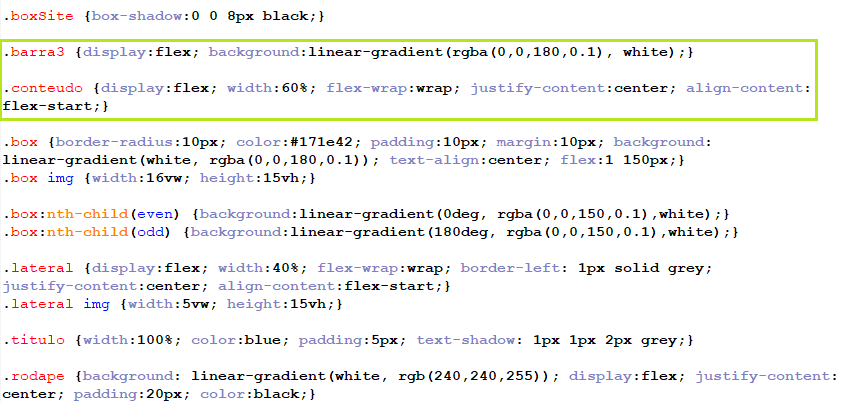 .boxSite {box-shadow:0 0 8px black;}
.barra3 {display:flex; background:linear-gradient(rgba(0,0,180,0.1), white);}
.conteudo {display:flex; width:60%; flex-wrap:wrap; justify-content:center; align-content:
flex-start;}
.box {border-radius:10px; color:#171e42; padding:10px; margin:10px; background:
linear-gradient(white, rgba(0,0,180,0.1)); text-align:center; flex:1 150px;}
.box img {width:16vw; height:15vh;}
.box:nth-child(even) {background:linear-gradient(0deg, rgba(0,0,150,0.1),white);}
.box:nth-child(odd) {background:linear-gradient(180deg, rgba(0,0,150,0.1),white);}
.lateral {display:flex; width:40%; flex-wrap:wrap; border-left: 1px solid grey;
justify-content:center; align-content:flex-start;}
.lateral img {width:5vw; height:15vh;}
.titulo {width:100%; color:blue; padding:5px; text-shadow: 1px 1px 2px grey;}
.rodape {background: linear-gradient(white, rgb(240,240,255)); display:flex; justify-content:
center; padding:20px; color:black;}